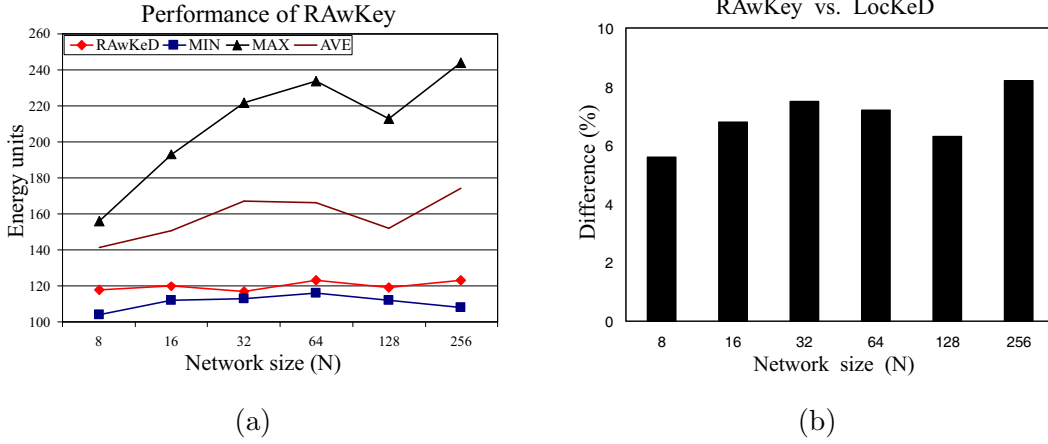 Performance of RAwKey
260
240
220
200
180
160
140
120
100
Energy units
RAwKeD MIN MAX AVE
8 16 32 64 128 256
Network size (N)
(a)
RAwKey vs. LocKeD
10
8
6
4
2
0
Difference (%)
8 16 32 64 128 256
Network size (N)
(b)